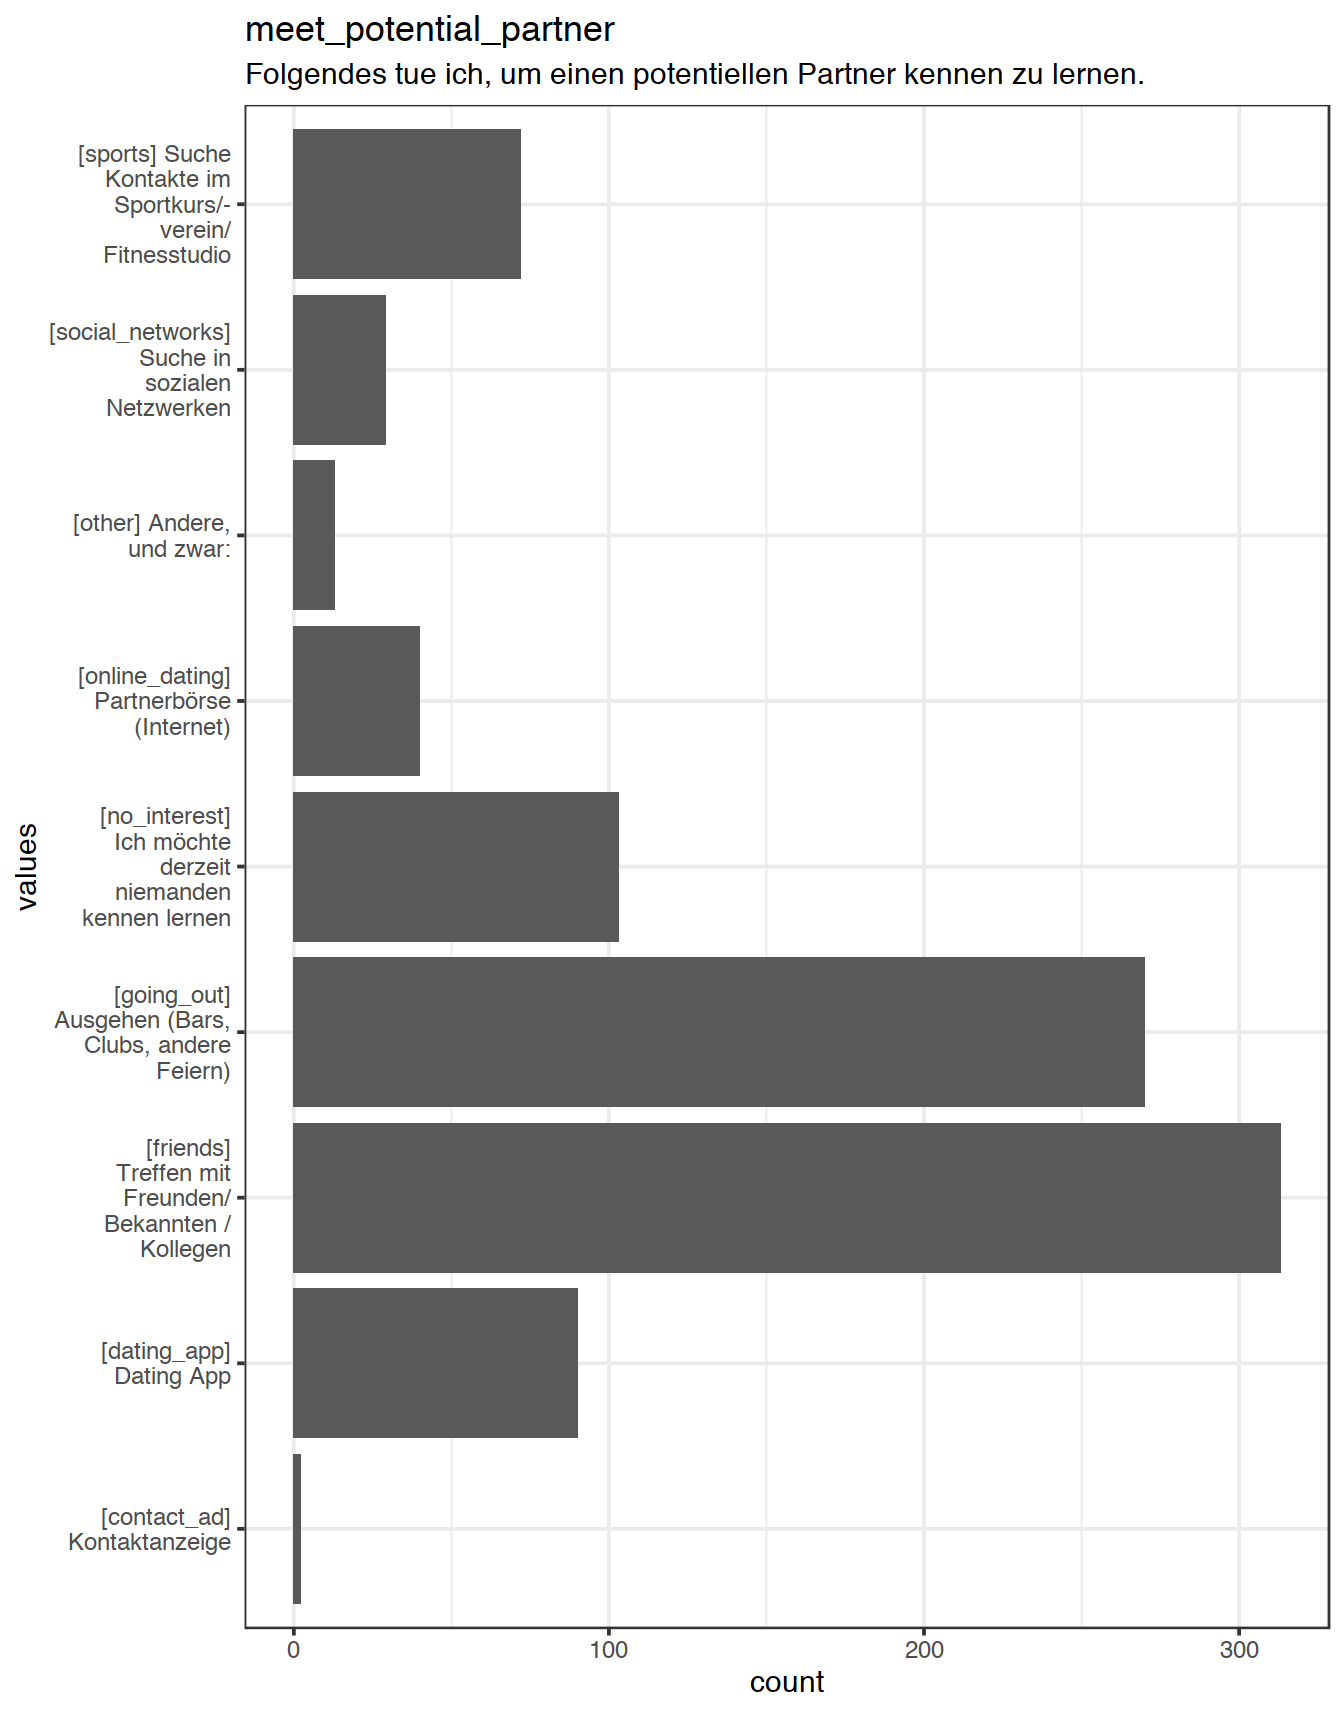 meet_potential_partner
Folgendes tue ich, um einen potentiellen Partner kennen zu lernen.
[sports] Suche
Kontakte im
Sportkurs/-
verein/
Fitnesstudio
[social_networks]
Suche in
sozialen
Netzwerken
[other] Andere,
und zwar:
[online_dating]
Partnerbörse
(Internet)
[no_interest]
Ich möchte
derzeit
niemanden
kennen lernen
[going_out]
Ausgehen (Bars,
Clubs, andere
Feiern)
[friends]
Treffen mit
Freunden/
Bekannten /
Kollegen
[dating_app]
Dating App
[contact_ad]
Kontaktanzeige
values
0 100 200 300
count